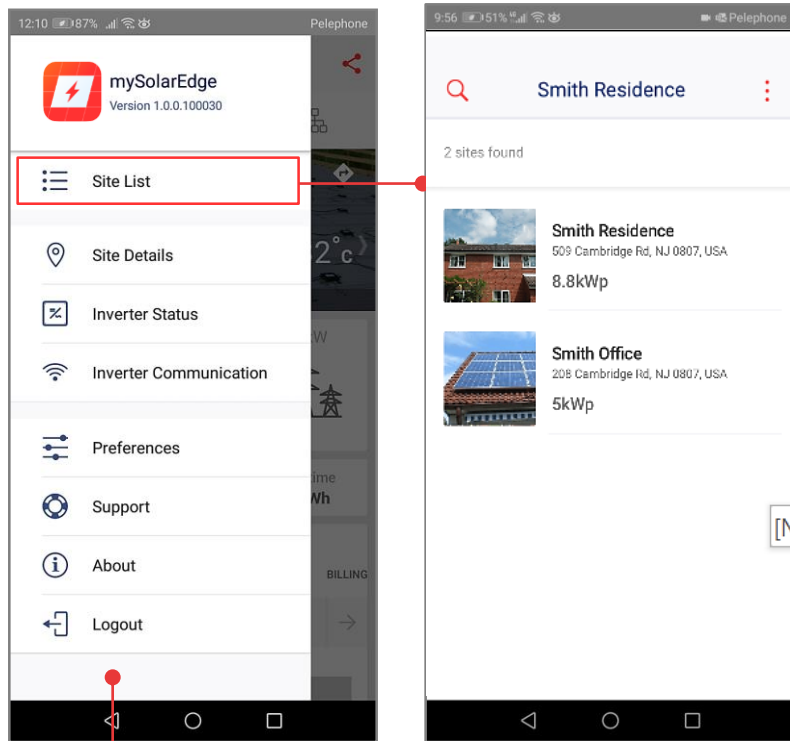 12:10 87% Pelephone
mySolarEdge
Version 1.0.0.100030
Site List
2°c
Site Details
Inverter Status
W
Inverter Communication
Preferences
time
Wh
Support
About
BILLING
Logout
9:56 51% Pelephone
Smith Residence
2 sites found
Smith Residence
509 Cambridge Rd, NJ 0807, USA
8.8kWp
Smith Office
208 Cambridge Rd, NJ 0807, USA
5kWp
[N